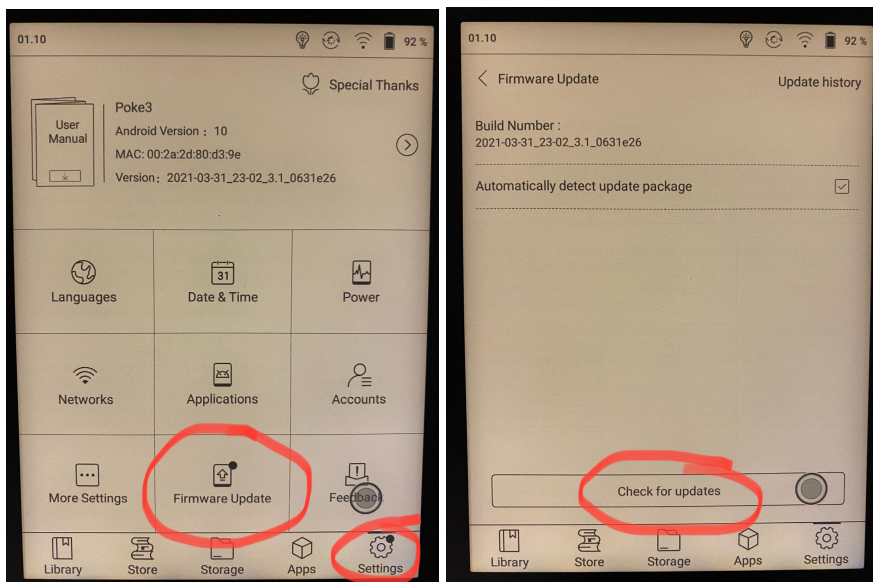 01.10
92 %
Special Thanks
User
Manual
Poke3
Android Version : 10
MAC: 00:2a:2d:80:d3:9e
Version: 2021-03-31_23-02_3.1_0631e26
31
Languages
Date & Time
Power
Networks
Applications
Accounts
More Settings
Firmware Update
Feedback
Library
Store
Storage
Apps
Settings
01.10
92 %
Firmware Update
Update history
Build Number :
2021-03-31_23-02_3.1_0631e26
Automatically detect update package
Check for updates
Library
Store
Storage
Apps
Settings